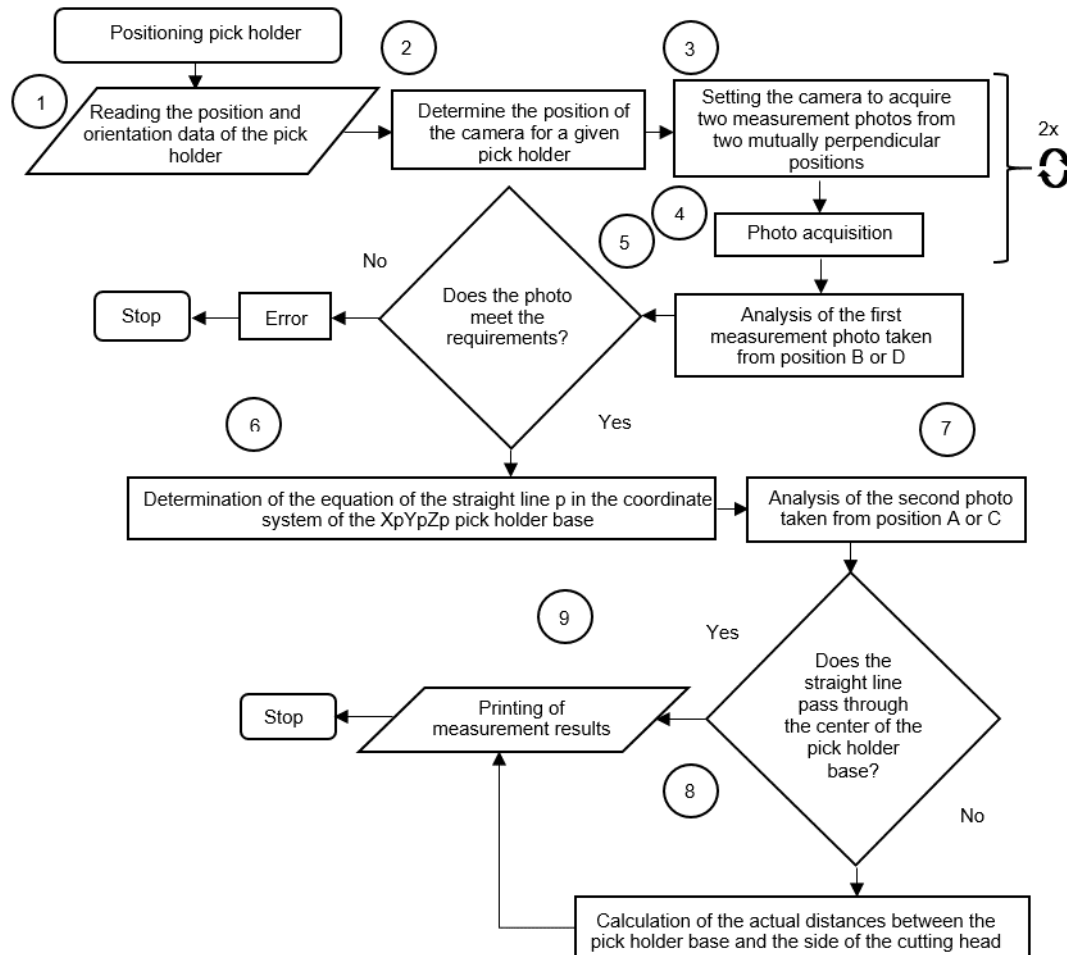 Positioning pick holder
1
Reading the position and
orientation data of the pick
holder
2
Determine the position of
the camera for a given
pick holder
3
Setting the camera to acquire
two measurement photos from
two mutually perpendicular
positions
2x
4
Photo acquisition
5
Analysis of the first
measurement photo taken
from position B or D
Does the photo
meet the
requirements?
No
Error
Stop
Yes
6
Determination of the equation of the straight line p in the coordinate
system of the XpYpZp pick holder base
7
Analysis of the second photo
taken from position A or C
Does the
straight line
pass through
the center of the
pick holder
base?
Yes
9
Printing of
measurement results
Stop
8
No
Calculation of the actual distances between the
pick holder base and the side of the cutting head